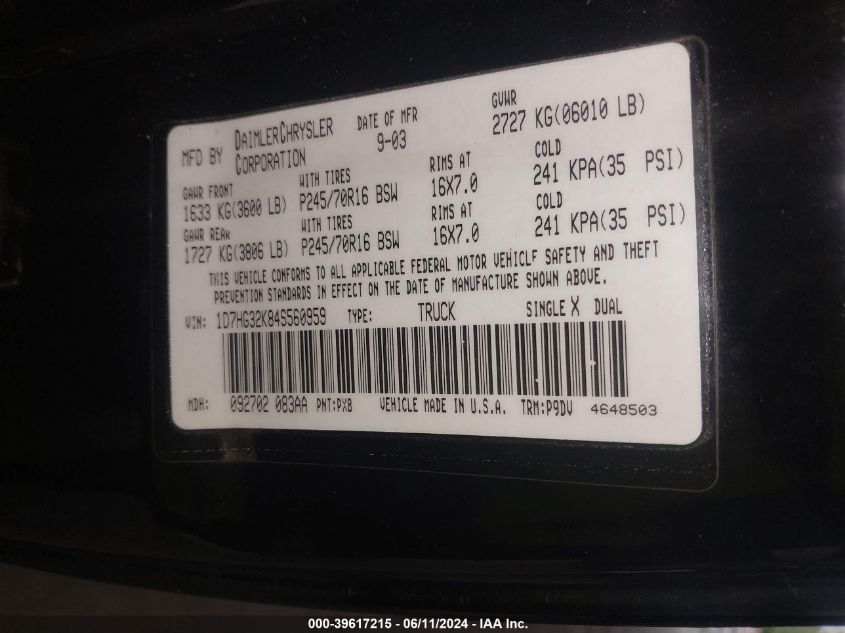 MFD BY DAIMLERCHRYSLER CORPORATION DATE OF MFR 9-03 GVWR 2727 KG(06010 LB)
GAWR FRONT WITH TIRES RIMS AT COLD
1633 KG(3600 LB) P245/70R16 BSW 16X7.0 241 KPA(35 PSI)
GAWR REAR WITH TIRES RIMS AT COLD
1727 KG(3806 LB) P245/70R16 BSW 16X7.0 241 KPA(35 PSI)
THIS VEHICLE CONFORMS TO ALL APPLICABLE FEDERAL MOTOR VEHICLE SAFETY AND THEFT
PREVENTION STANDARDS IN EFFECT ON THE DATE OF MANUFACTURE SHOWN ABOVE.
VIN: 1D7HG32K84S560959 TYPE: TRUCK SINGLE X DUAL
MDH: 092702 083AA PNT:PX8 VEHICLE MADE IN U.S.A. TRM:P9DV 4648503
000-39617215 - 06/11/2024 - IAA Inc.